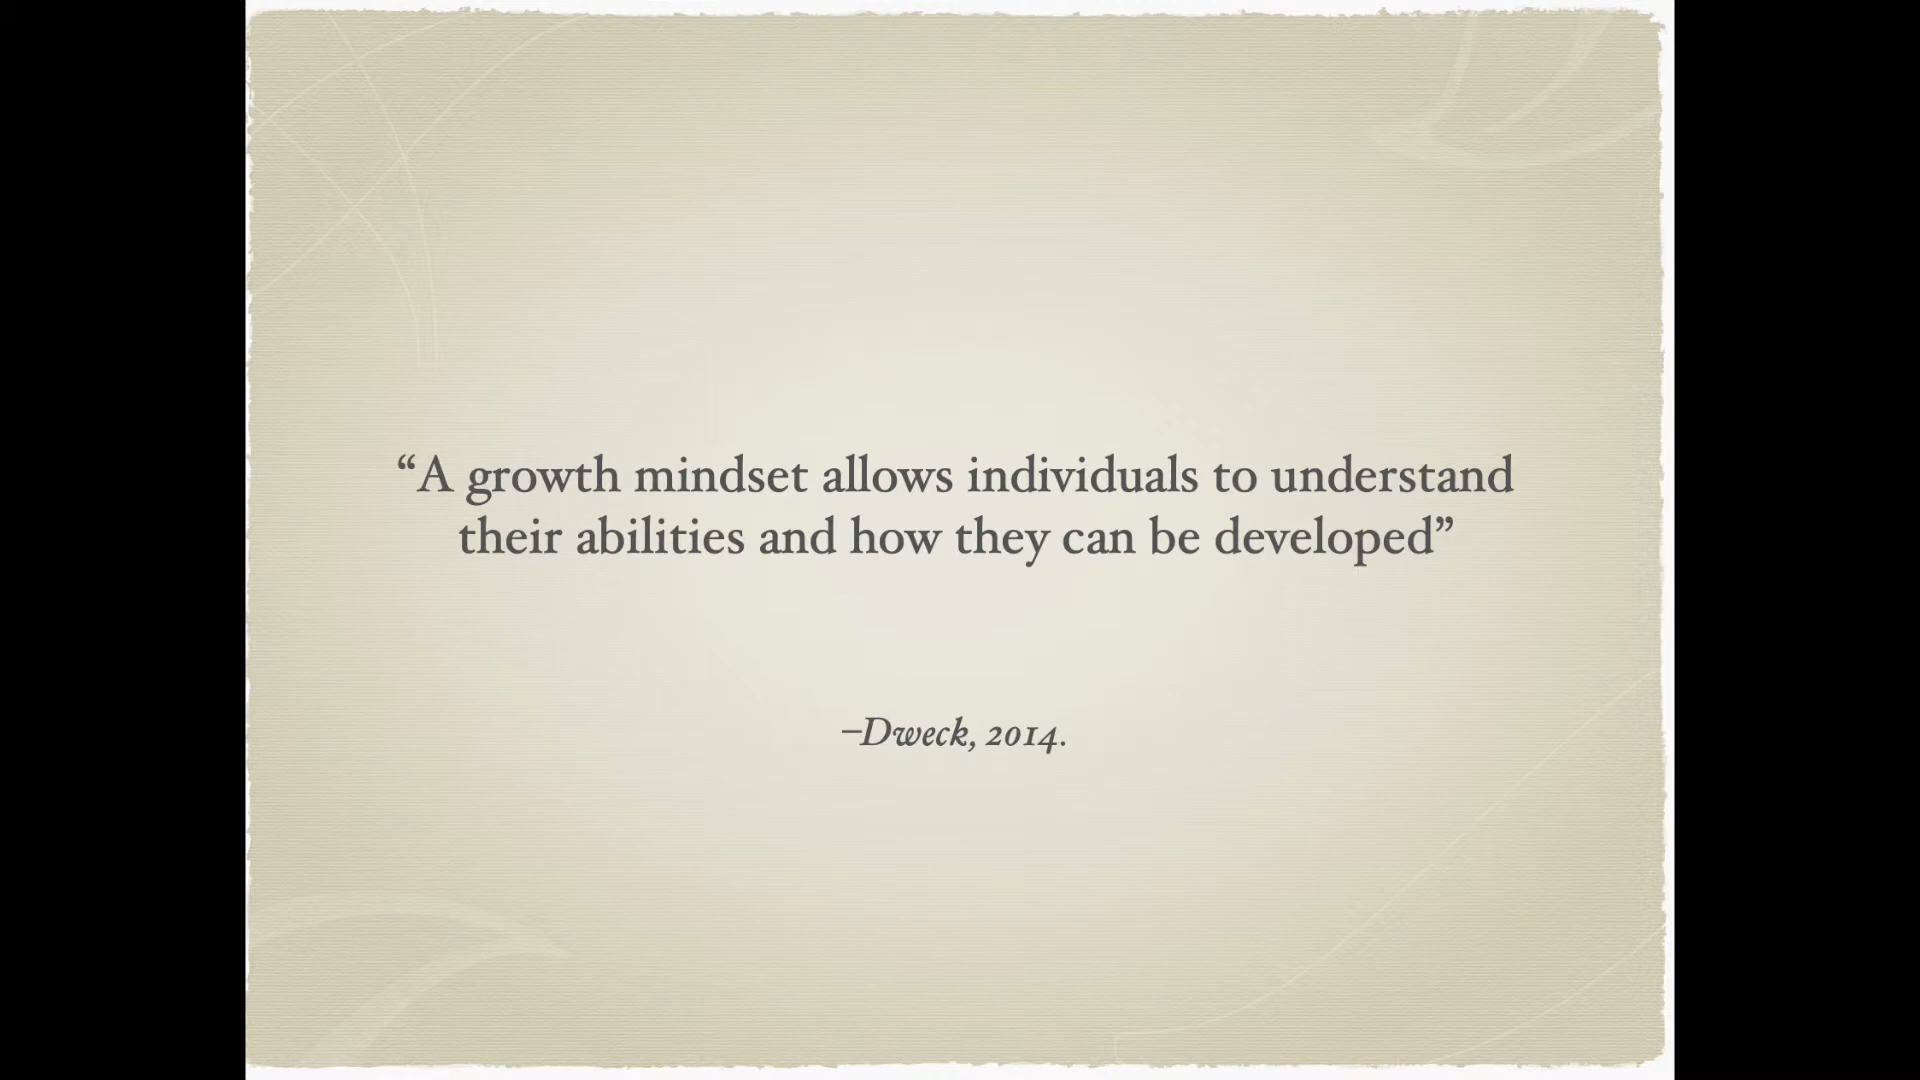 “A growth mindset allows individuals to understand
their abilities and how they can be developed”
–Dweck, 2014.